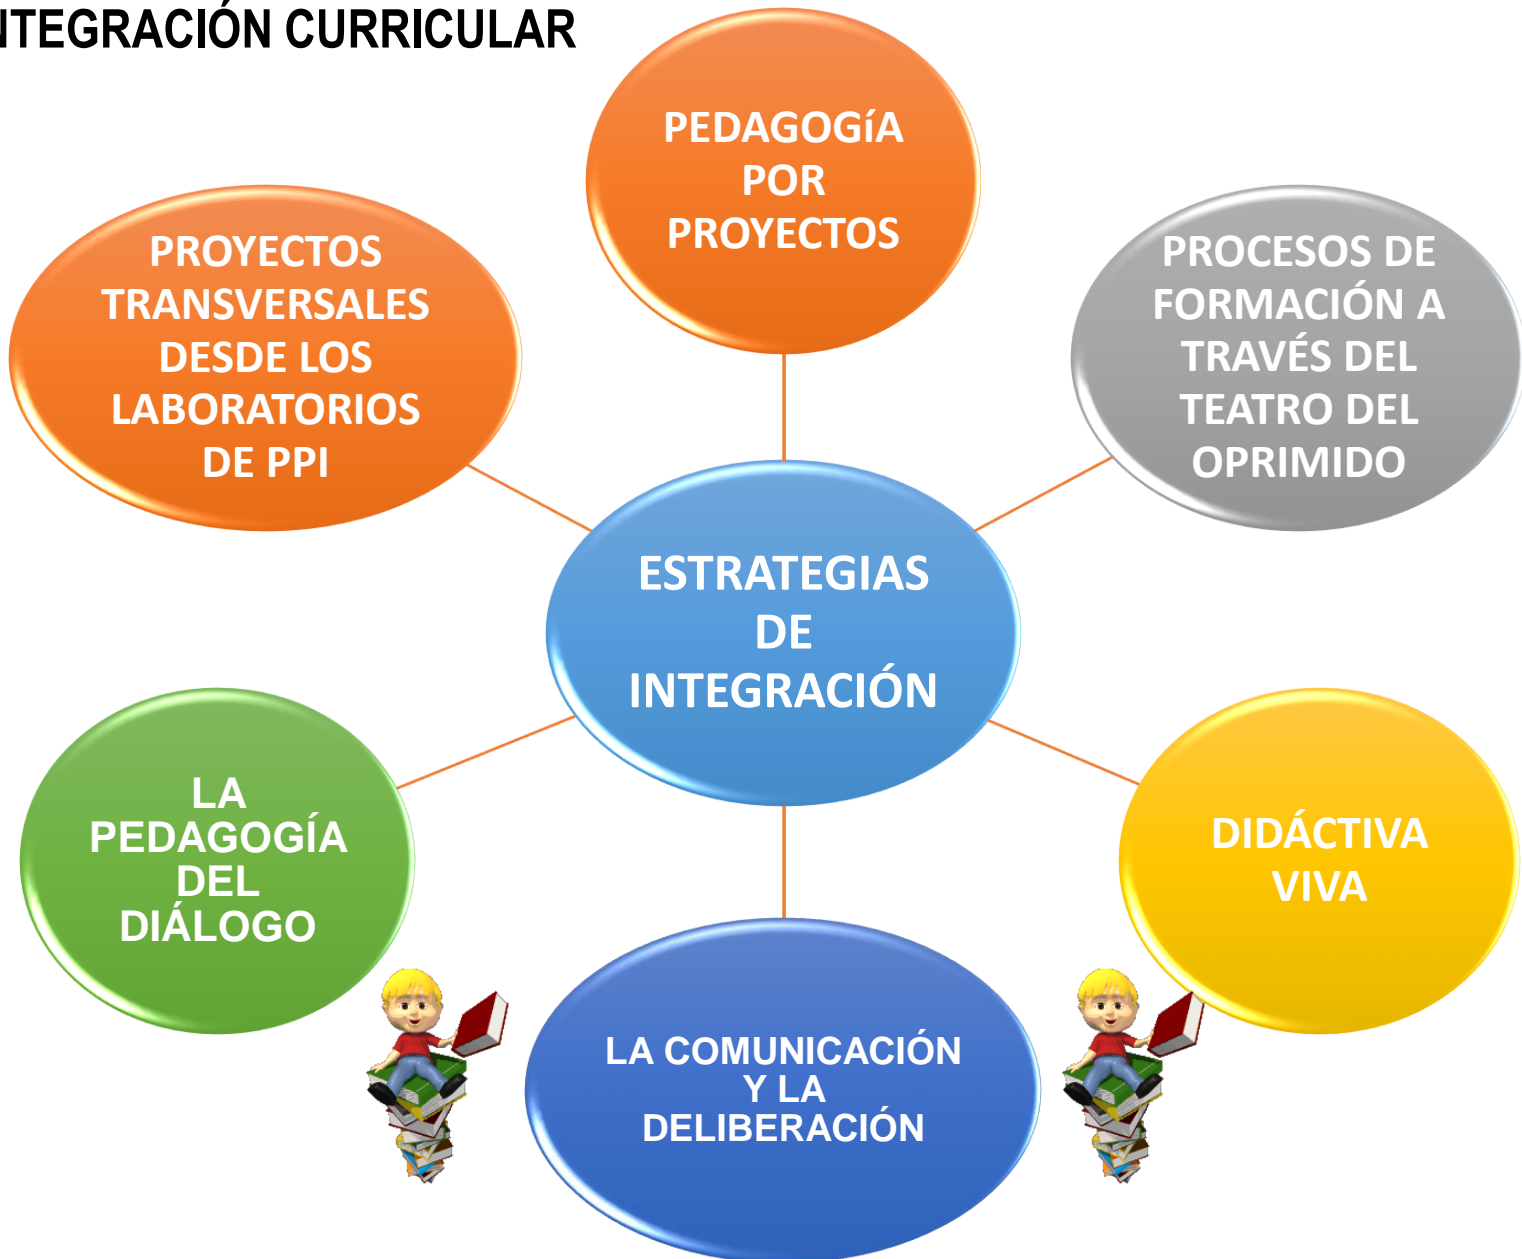 NTEGRACIÓN CURRICULAR
PEDAGOGíA
POR
PROYECTOS
PROCESOS DE
FORMACIÓN A
TRAVÉS DEL
TEATRO DEL
OPRIMIDO
DIDÁCTIVA
VIVA
LA COMUNICACIÓN
Y LA
DELIBERACIÓN
LA
PEDAGOGÍA
DEL
DIÁLOGO
PROYECTOS
TRANSVERSALES
DESDE LOS
LABORATORIOS
DE PPI
ESTRATEGIAS
DE
INTEGRACIÓN